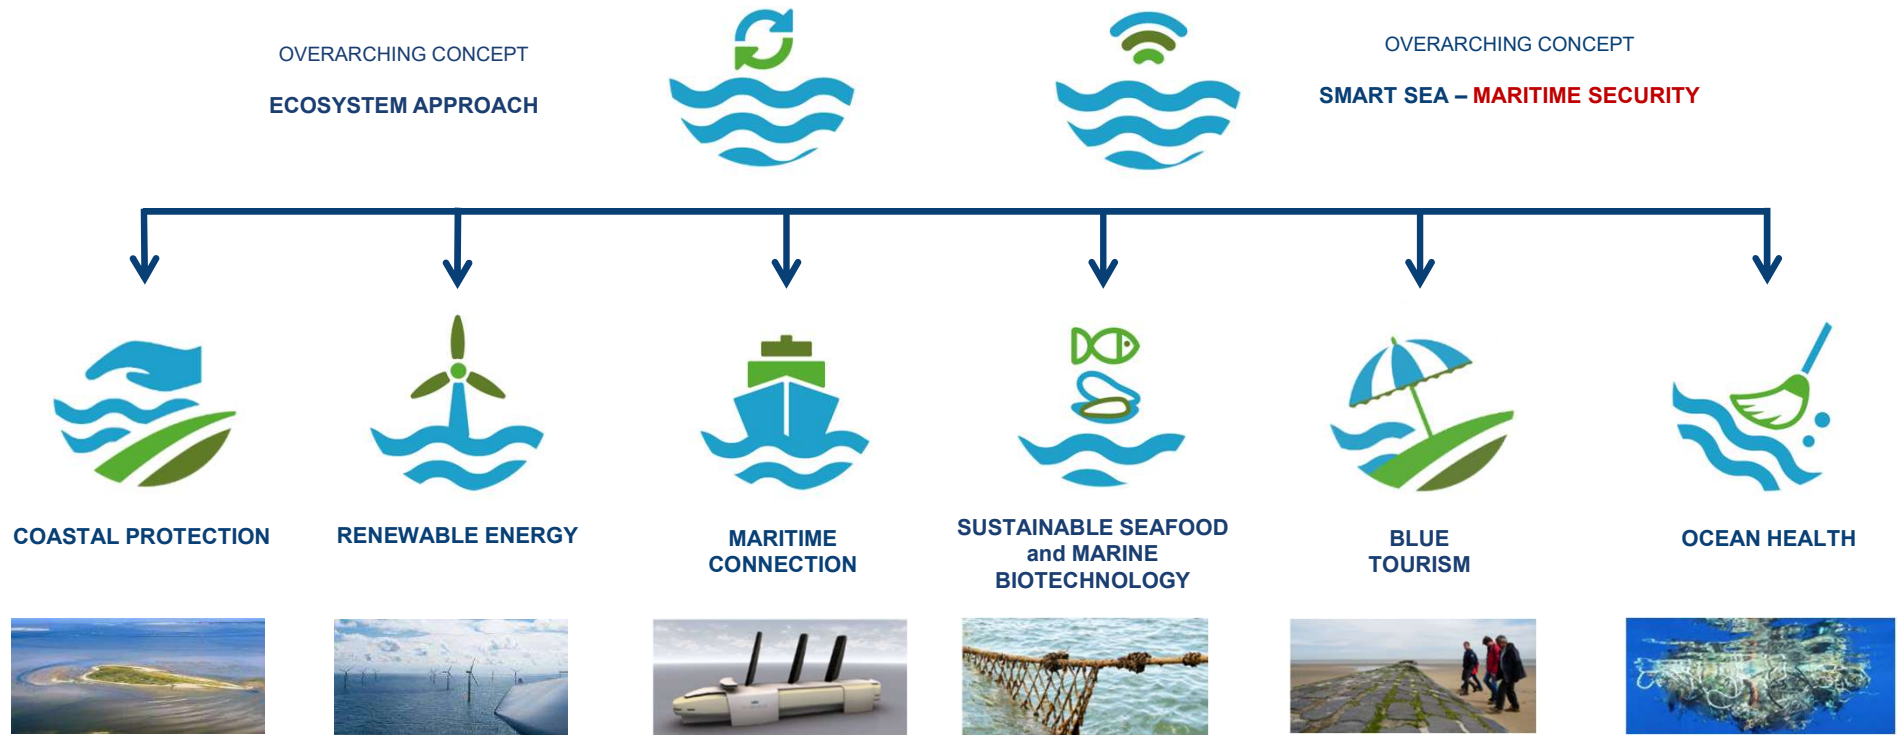 OVERARCHING CONCEPT
ECOSYSTEM APPROACH
OVERARCHING CONCEPT
SMART SEA – MARITIME SECURITY
COASTAL PROTECTION
RENEWABLE ENERGY
MARITIME
CONNECTION
SUSTAINABLE SEAFOOD
and MARINE
BIOTECHNOLOGY
BLUE
TOURISM
OCEAN HEALTH